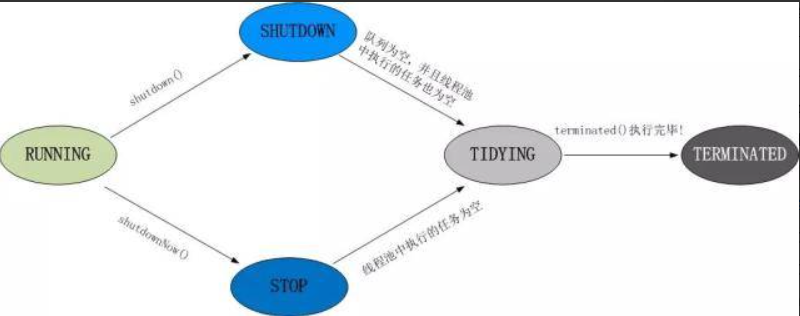 SHUTDOWN
队列为空，并且线程池
中执行的任务也为空
shutdown()
terminated()执行完毕!
RUNNING
TIDYING
TERMINATED
shutdownNow()
线程池中执行的任务为空
STOP